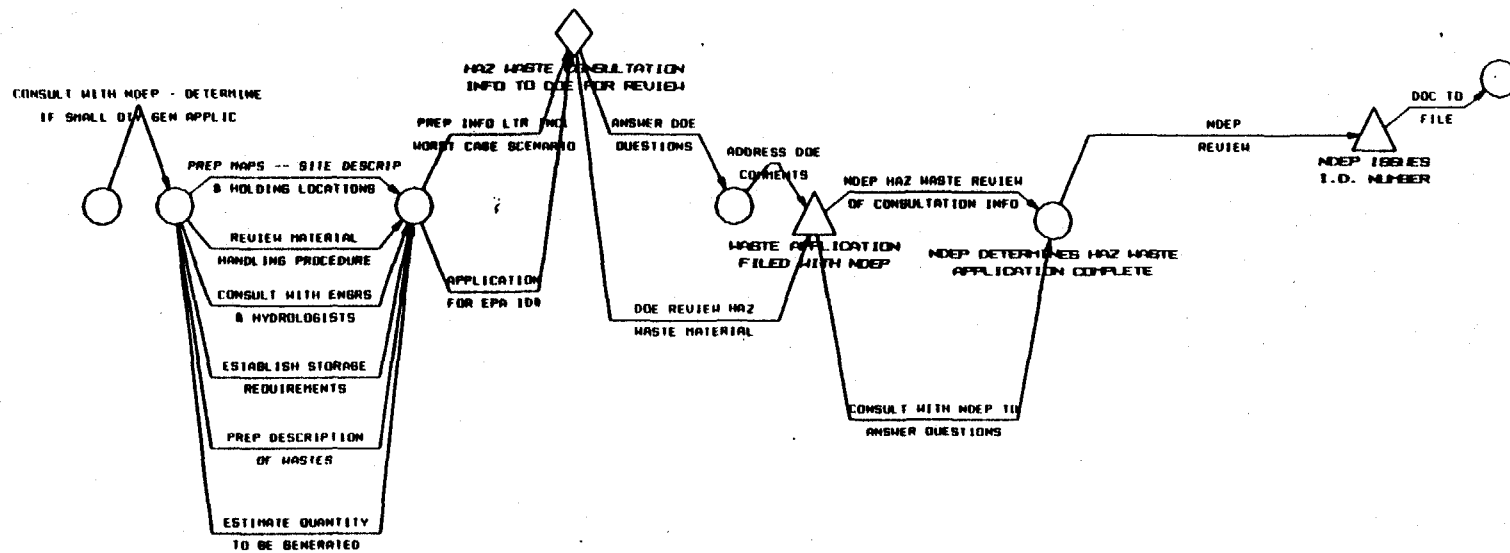 CONSULT WITH NDEP - DETERMINE
IF SMALL QTY GEN APPLIC
PREP MAPS -- SITE DESCRIP
& HOLDING LOCATIONS
REVIEW MATERIAL
HANDLING PROCEDURE
CONSULT WITH ENGRS
& HYDROLOGISTS
ESTABLISH STORAGE
REQUIREMENTS
PREP DESCRIPTION
OF WASTES
ESTIMATE QUANTITY
TO BE GENERATED
PREP INFO LTR INCL
WORST CASE SCENARIO
APPLICATION
FOR EPA ID#
HAZ WASTE CONSULTATION
INFO TO DOE FOR REVIEW
ANSWER DOE
QUESTIONS
DOE REVIEW HAZ
WASTE MATERIAL
ADDRESS DOE
COMMENTS
WASTE APPLICATION
FILED WITH NDEP
NDEP HAZ WASTE REVIEW
OF CONSULTATION INFO
CONSULT WITH NDEP TO
ANSWER QUESTIONS
NDEP DETERMINES HAZ WASTE
APPLICATION COMPLETE
NDEP
REVIEW
NDEP ISSUES
I.D. NUMBER
DOC TO
FILE